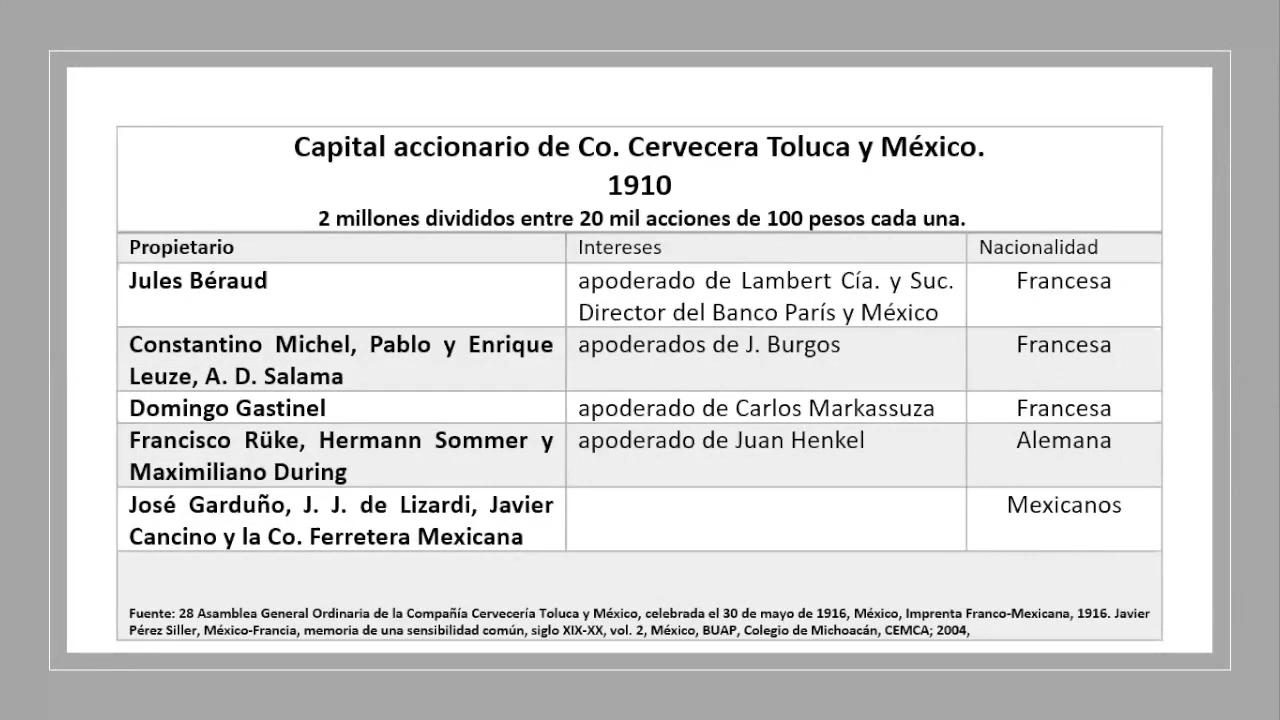 Capital accionario de Co. Cervecera Toluca y México.
1910
2 millones divididos entre 20 mil acciones de 100 pesos cada una.
Propietario Intereses Nacionalidad
Jules Béraud apoderado de Lambert Cía. y Suc. Francesa
Director del Banco París y México
Constantino Michel, Pablo y Enrique apoderados de J. Burgos Francesa
Leuze, A. D. Salama
Domingo Gastinel apoderado de Carlos Markassuza Francesa
Francisco Rüke, Hermann Sommer y apoderado de Juan Henkel Alemana
Maximiliano During
José Garduño, J. J. de Lizardi, Javier Mexicanos
Cancino y la Co. Ferretera Mexicana
Fuente: 28 Asamblea General Ordinaria de la Compañía Cervecería Toluca y México, celebrada el 30 de mayo de 1916, México, Imprenta Franco-Mexicana, 1916. Javier
Pérez Siller, México-Francia, memoria de una sensibilidad común, siglo XIX-XX, vol. 2, México, BUAP, Colegio de Michoacán, CEMCA; 2004,